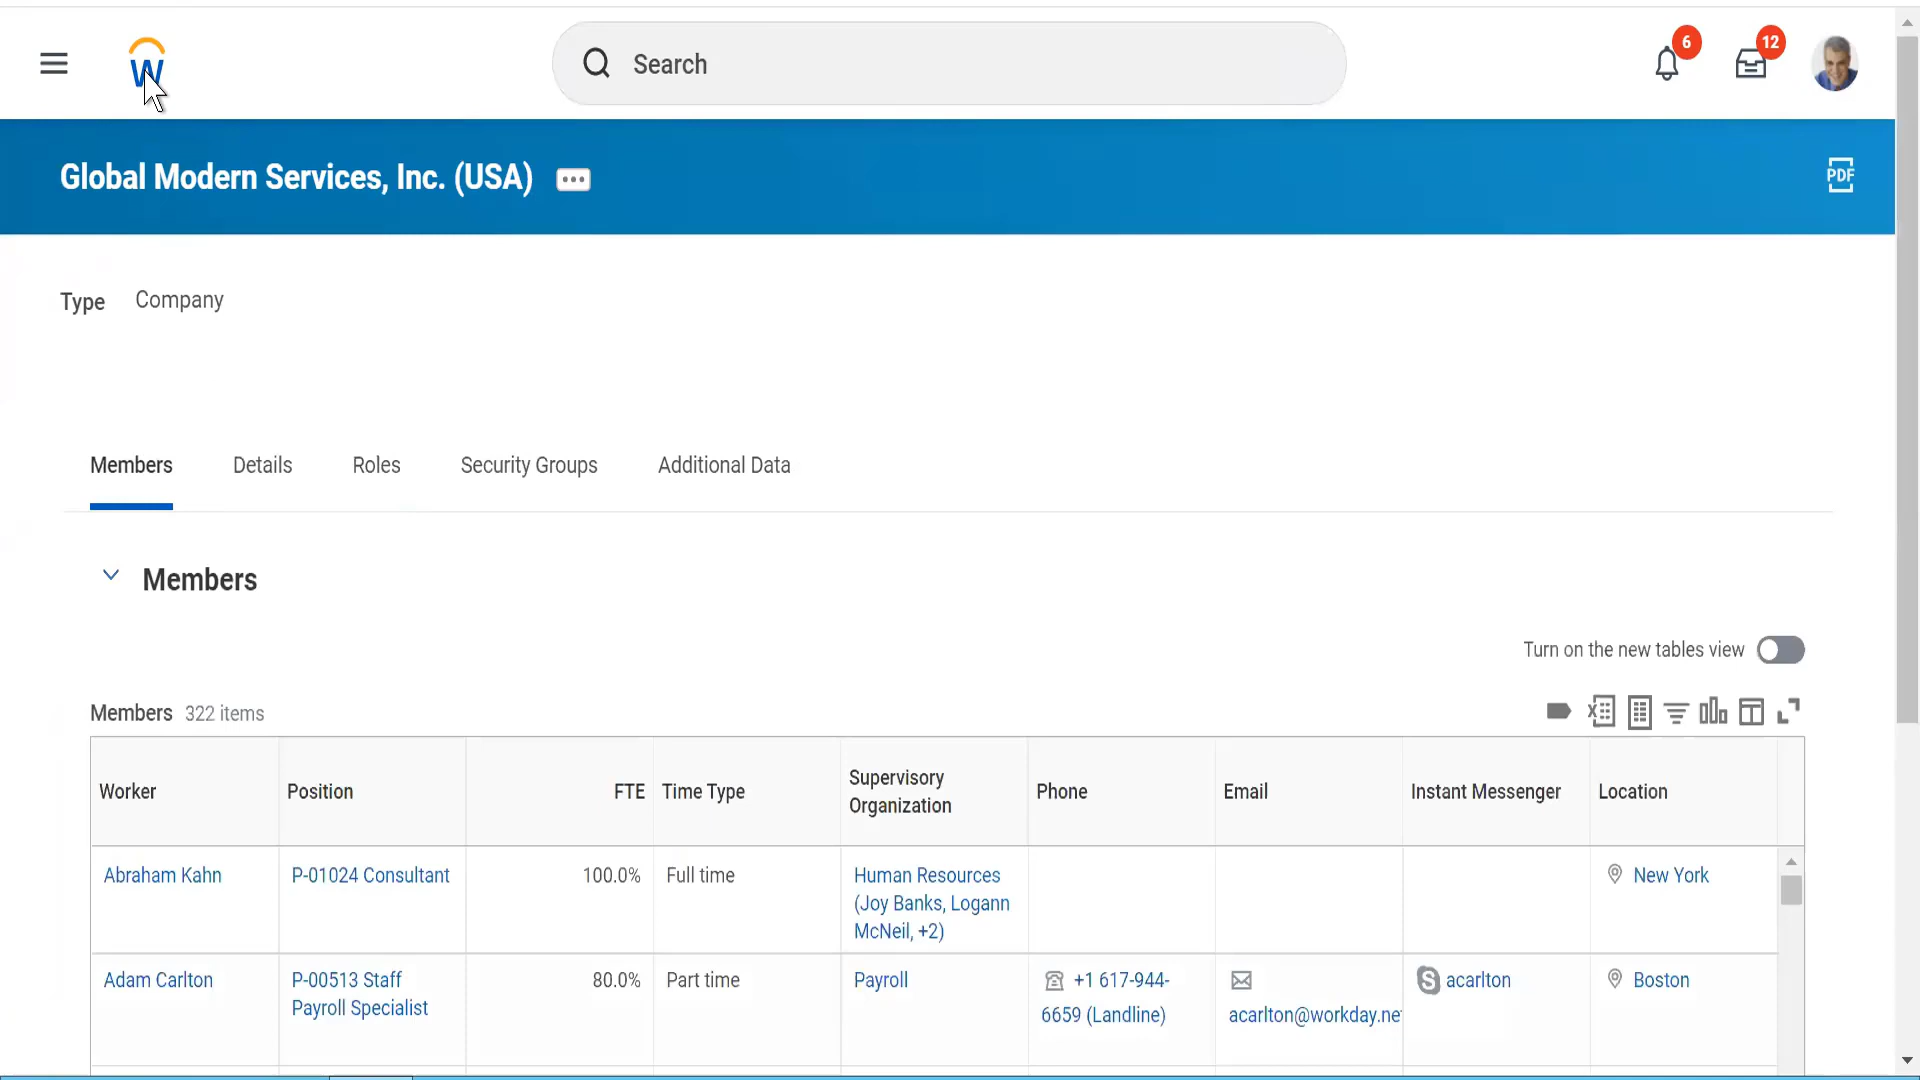 W
Search
6
12
Global Modern Services, Inc. (USA)
PDF
Type Company
Members Details Roles Security Groups Additional Data
Members
Turn on the new tables view
Members 322 items
Worker Position FTE Time Type Supervisory Organization Phone Email Instant Messenger Location
Abraham Kahn P-01024 Consultant 100.0% Full time Human Resources (Joy Banks, Logann McNeil, +2) New York
Adam Carlton P-00513 Staff Payroll Specialist 80.0% Part time Payroll +1 617-944-6659 (Landline) acarlton@workday.ne acarlton Boston